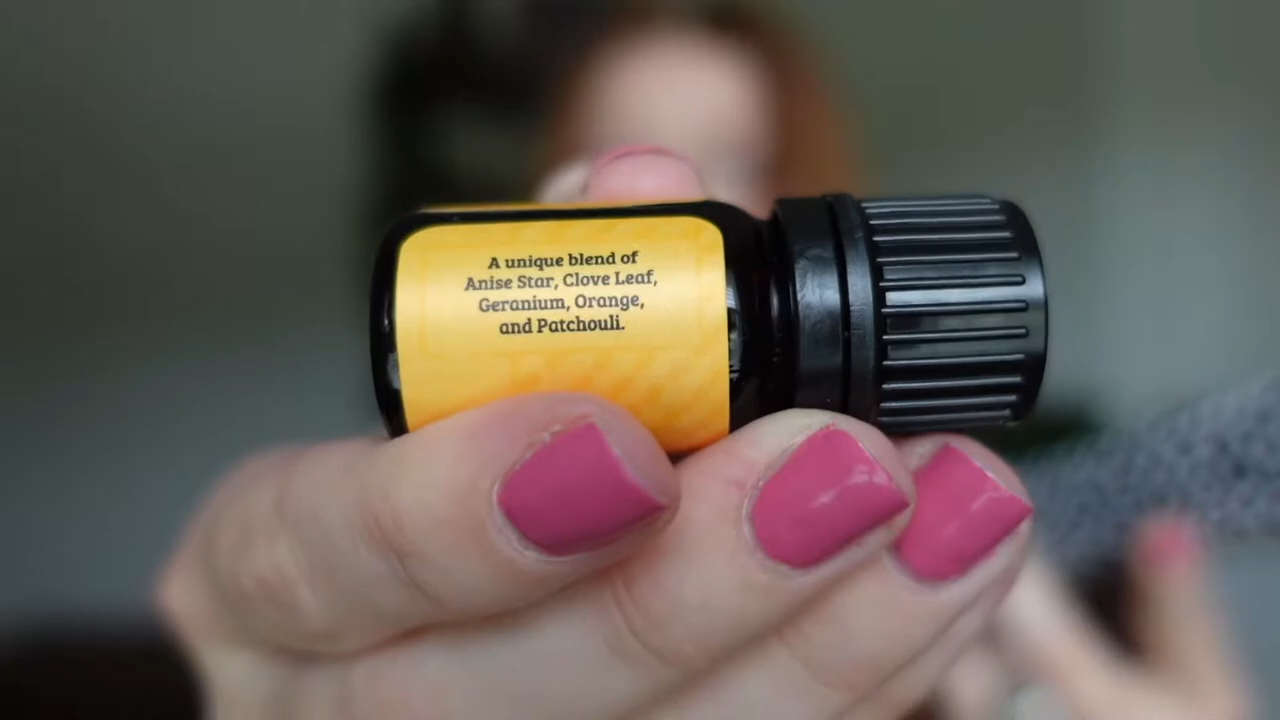 A unique blend of
Anise Star, Clove Leaf,
Geranium, Orange,
and Patchouli.